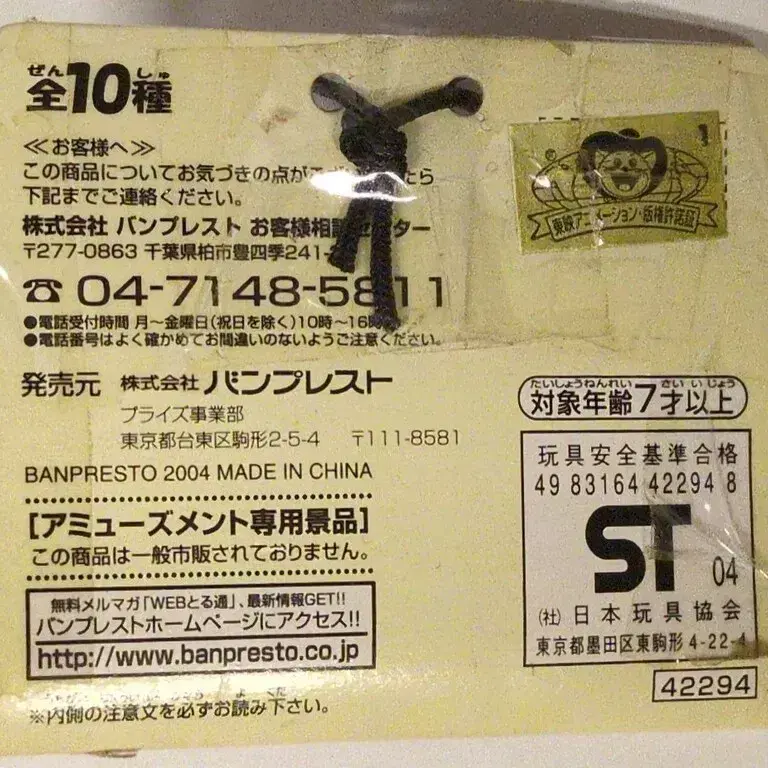 ぜん しゅ
全10種
≪お客様へ≫
この商品についてお気づきの点が たら
下記までご連絡ください。
株式会社 バンプレスト お客様相談 ター
〒277-0863 千葉県柏市豊四季241-
☎ 04-7148-5811
●電話受付時間 月～金曜日(祝日を除く)10時～16
●電話番号はよく確かめてお間違いのないようご注意ください。
発売元 株式会社 バンプレスト
プライズ事業部
東京都台東区駒形2-5-4 〒111-8581
BANPRESTO 2004 MADE IN CHINA
[アミューズメント専用景品]
この商品は一般市販されておりません。
無料メルマガ「WEBとる通」、最新情報GET!!
バンプレストホームページにアクセス!!
http://www.banpresto.co.jp
※内側の注意文を必ずお読み下さい。
東映アニメーション・版権許諾証
たいしょうねんれい さい いじょう
対象年齢7才以上
玩具安全基準合格
49 83164 42294 8
ST 04
(社) 日本玩具協会
東京都墨田区東駒形4-22-4
42294